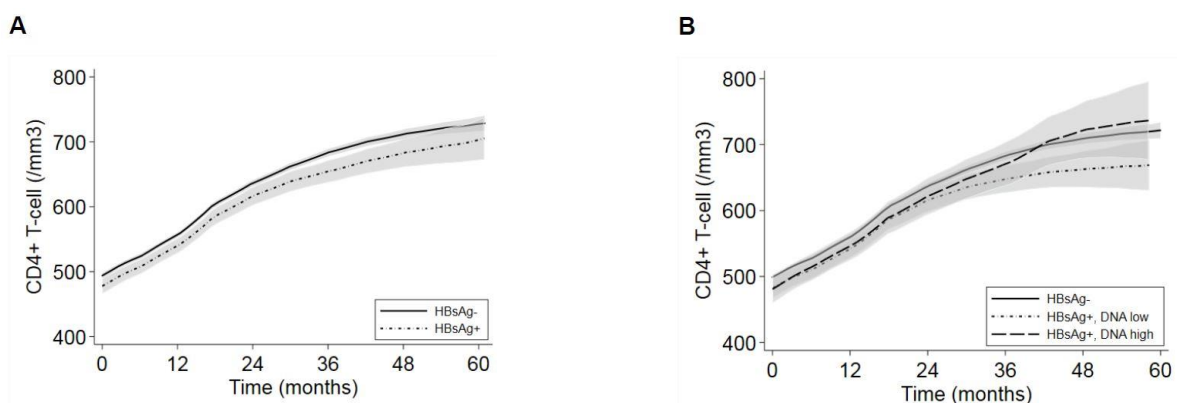 A
CD4+ T-cell (/mm3)
800
700
600
500
400
0 12 24 36 48 60
Time (months)
HBsAg-
HBsAg+
B
CD4+ T-cell (/mm3)
800
700
600
500
400
0 12 24 36 48 60
Time (months)
HBsAg-
HBsAg+, DNA low
HBsAg+, DNA high